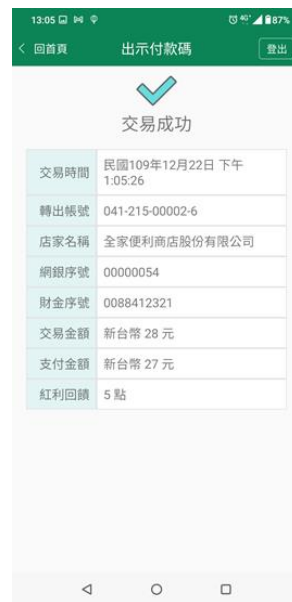 13:05 87%
回首頁 出示付款碼 登出
交易成功
交易時間 民國109年12月22日 下午
1:05:26
轉出帳號 041-215-00002-6
店家名稱 全家便利商店股份有限公司
網銀序號 00000054
財金序號 0088412321
交易金額 新台幣 28 元
支付金額 新台幣 27 元
紅利回饋 5 點